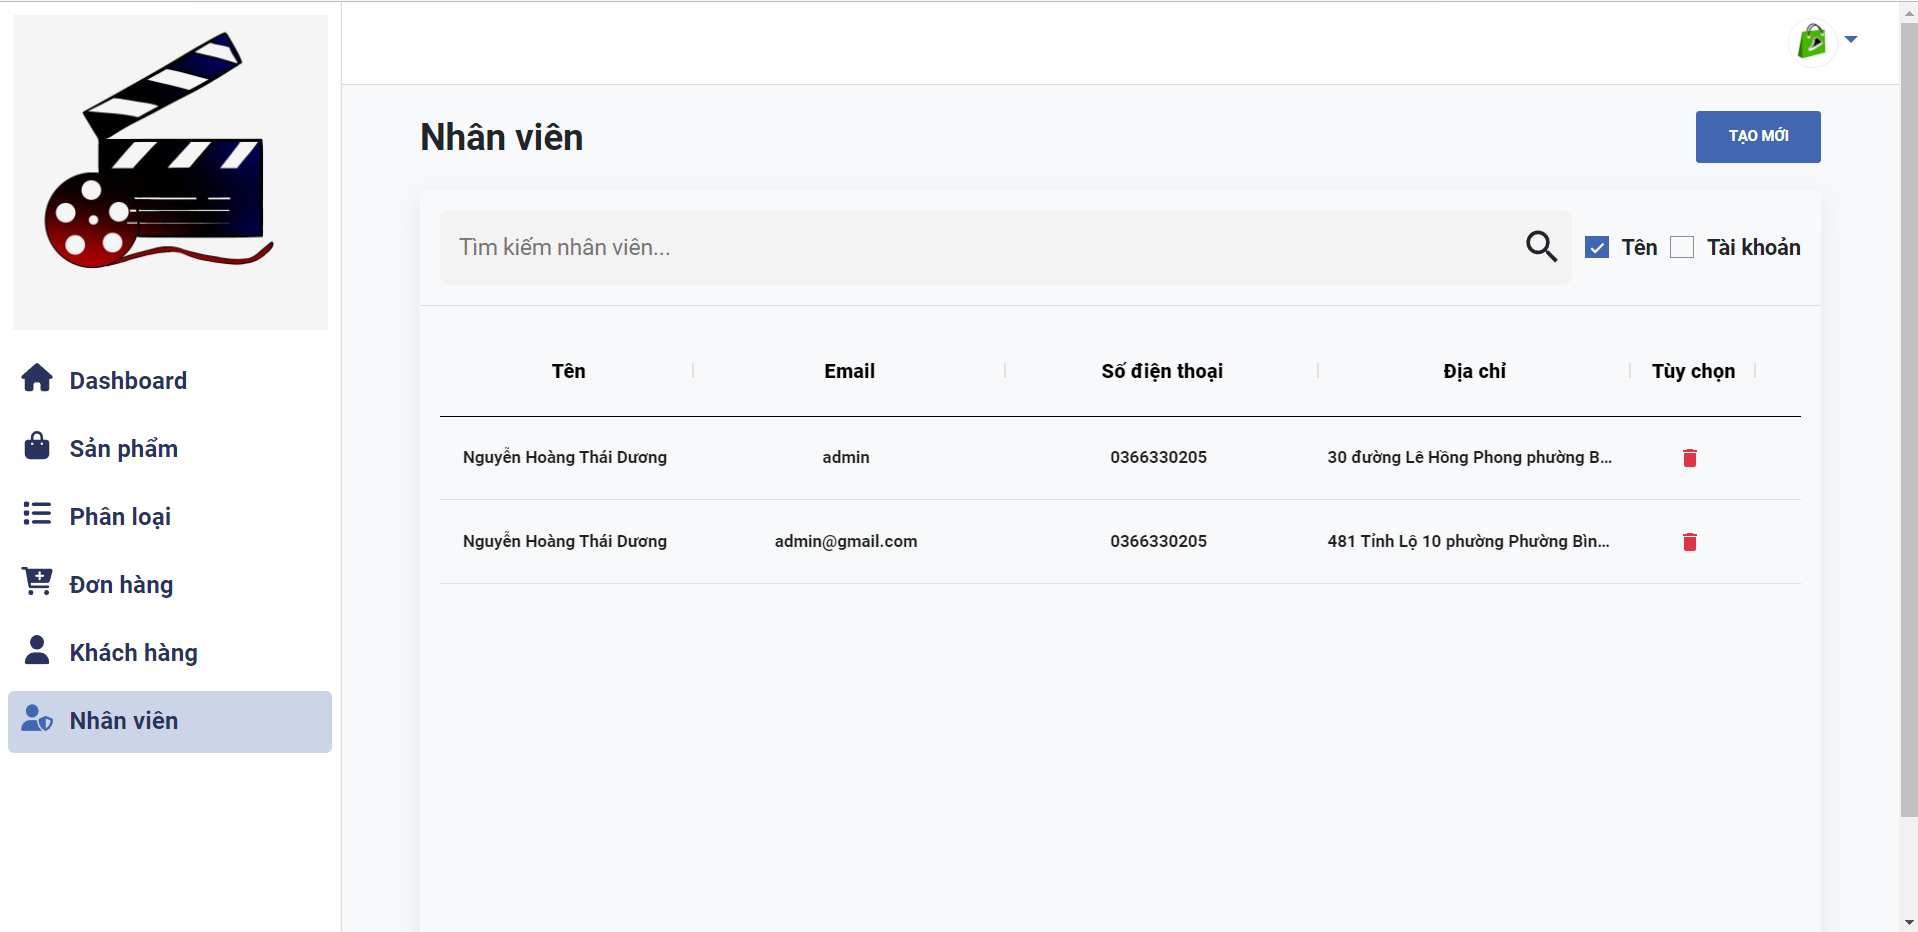 Dashboard
Sản phẩm
Phân loại
Đơn hàng
Khách hàng
Nhân viên
Nhân viên
TẠO MỚI
Tìm kiếm nhân viên...
Tên
Tài khoản
Tên Email Số điện thoại Địa chỉ Tùy chọn
Nguyễn Hoàng Thái Dương admin 0366330205 30 đường Lê Hồng Phong phường B...
Nguyễn Hoàng Thái Dương admin@gmail.com 0366330205 481 Tỉnh Lộ 10 phường Phường Bìn...